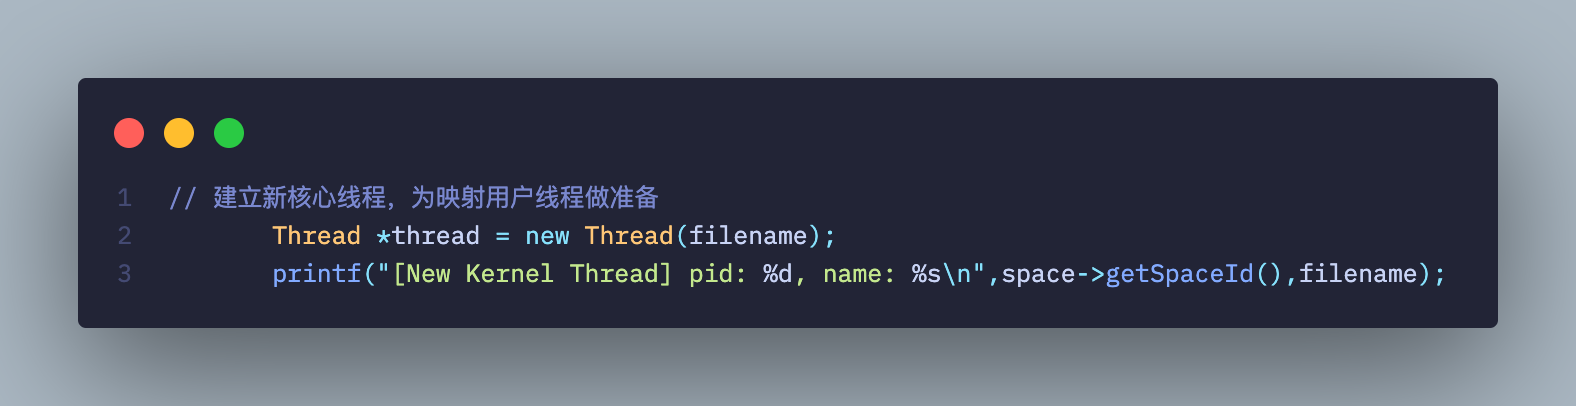 1 // 建立新核心线程，为映射用户线程做准备
2 Thread *thread = new Thread(filename);
3 printf("[New Kernel Thread] pid: %d, name: %s\n",space->getSpaceId(),filename);